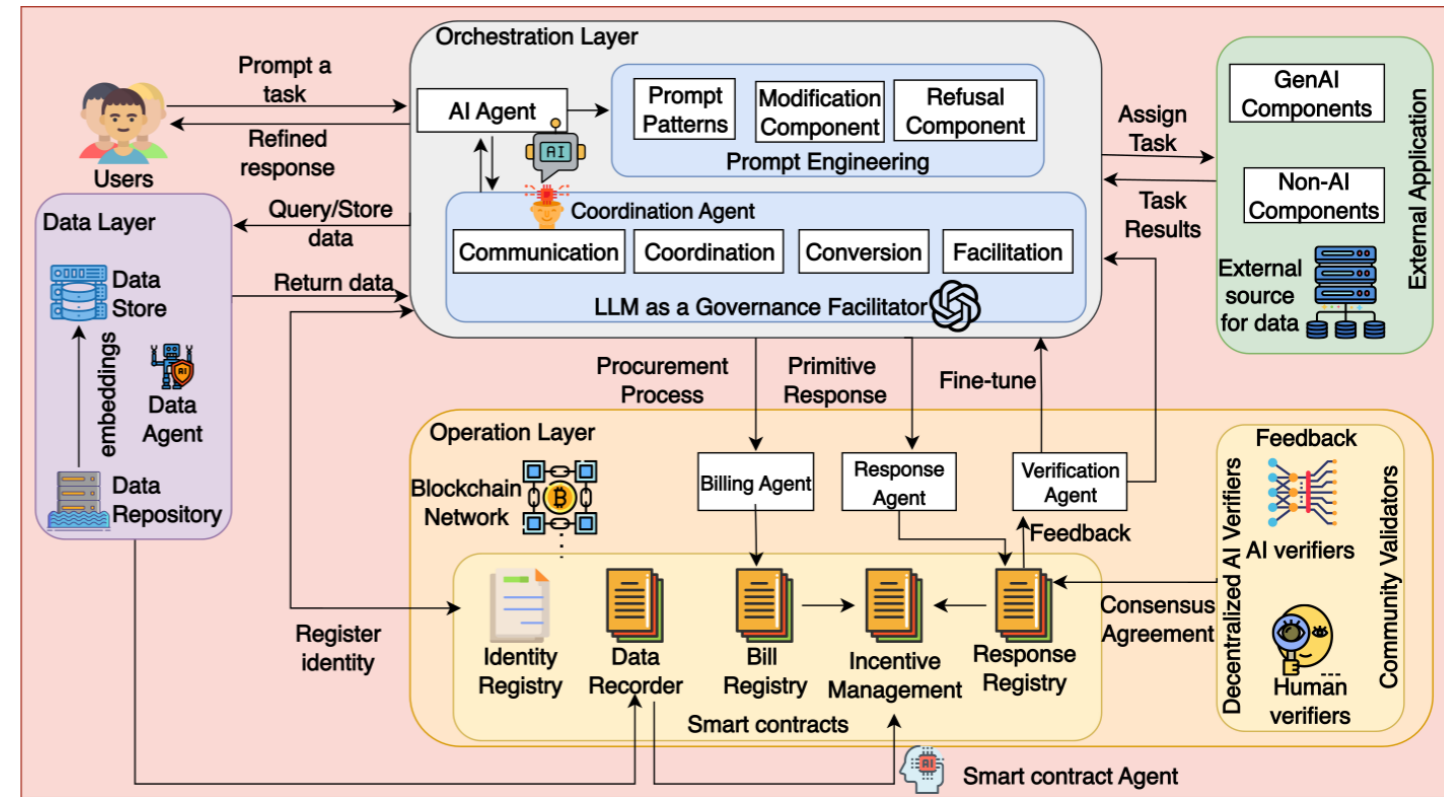 Orchestration Layer
Prompt a
task
Refined
response
Users
AI Agent
AI
Prompt
Patterns
Modification
Component
Refusal
Component
Prompt Engineering
Coordination Agent
Communication
Coordination
Conversion
Facilitation
LLM as a Governance Facilitator
Assign
Task
Task
Results
GenAI
Components
Non-AI
Components
External
source
for data
External Application
Data Layer
Data
Store
embeddings
AI
Data
Agent
Data
Repository
Query/Store
data
Return data
Register
identity
Procurement
Process
Primitive
Response
Fine-tune
Operation Layer
Blockchain
Network
Billing Agent
Response
Agent
Verification
Agent
Feedback
Identity
Registry
Data
Recorder
Bill
Registry
Incentive
Management
Response
Registry
Smart contracts
Consensus
Agreement
Feedback
Decentralized AI Verifiers
AI verifiers
Human
verifiers
Community Validators
AI
Smart contract Agent